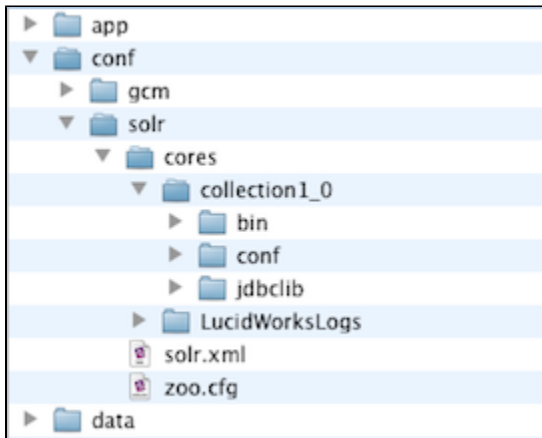 app
conf
gcm
solr
cores
collection1_0
bin
conf
jdbclib
LucidWorksLogs
solr.xml
zoo.cfg
data